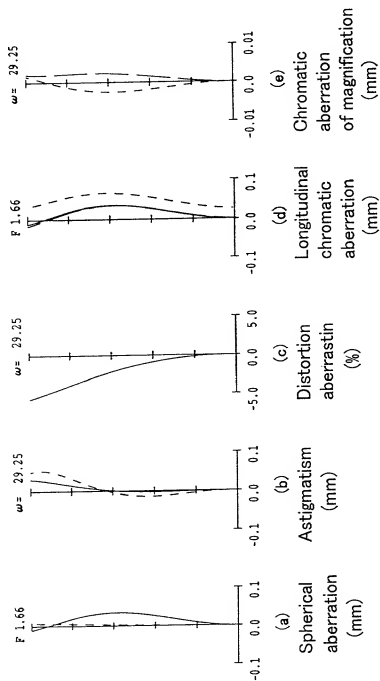 F 1.66
-0.1 0.0 0.1
(a)
Spherical
aberration
(mm)
ω= 29.25
-0.1 0.0 0.1
(b)
Astigmatism
(mm)
ω= 29.25
-5.0 0.0 5.0
(c)
Distortion
aberrastin
(%)
F 1.66
-0.1 0.0 0.1
(d)
Longitudinal
chromatic
aberration
(mm)
ω= 29.25
-0.01 0.0 0.01
(e)
Chromatic
aberration
of magnification
(mm)